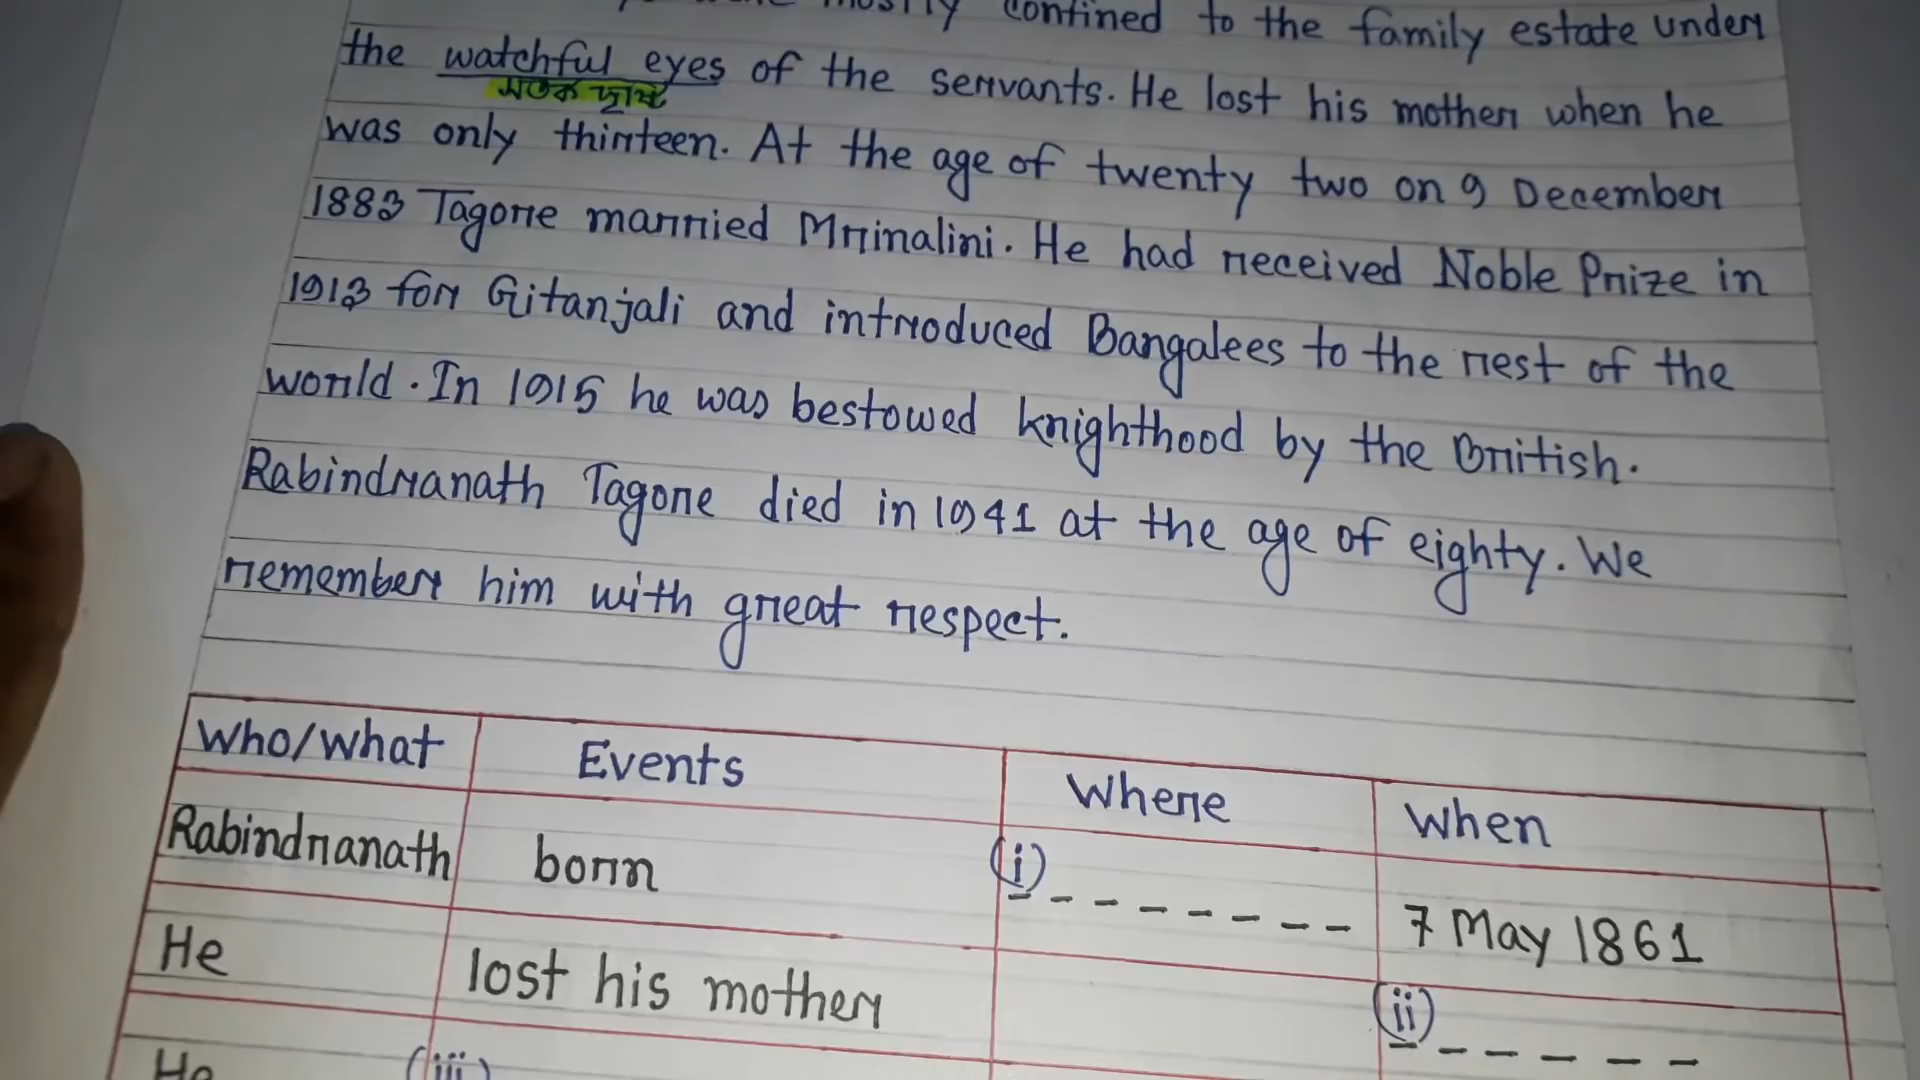 mostly confined to the family estate under
the watchful eyes of the servants. He lost his mother when he
সতর্ক দৃষ্টি
was only thirteen. At the age of twenty two on 9 December
1883 Tagore married Mrinalini. He had received Noble Prize in
1913 for Gitanjali and introduced Bangalees to the rest of the
world. In 1915 he was bestowed knighthood by the British.
Rabindranath Tagore died in 1941 at the age of eighty. We
remember him with great respect.
Who/What Events Where When
Rabindranath born (i) _ _ _ _ _ _ _ _ 7 May 1861
He lost his mother (ii) _ _ _ _ _ _
He (iii)